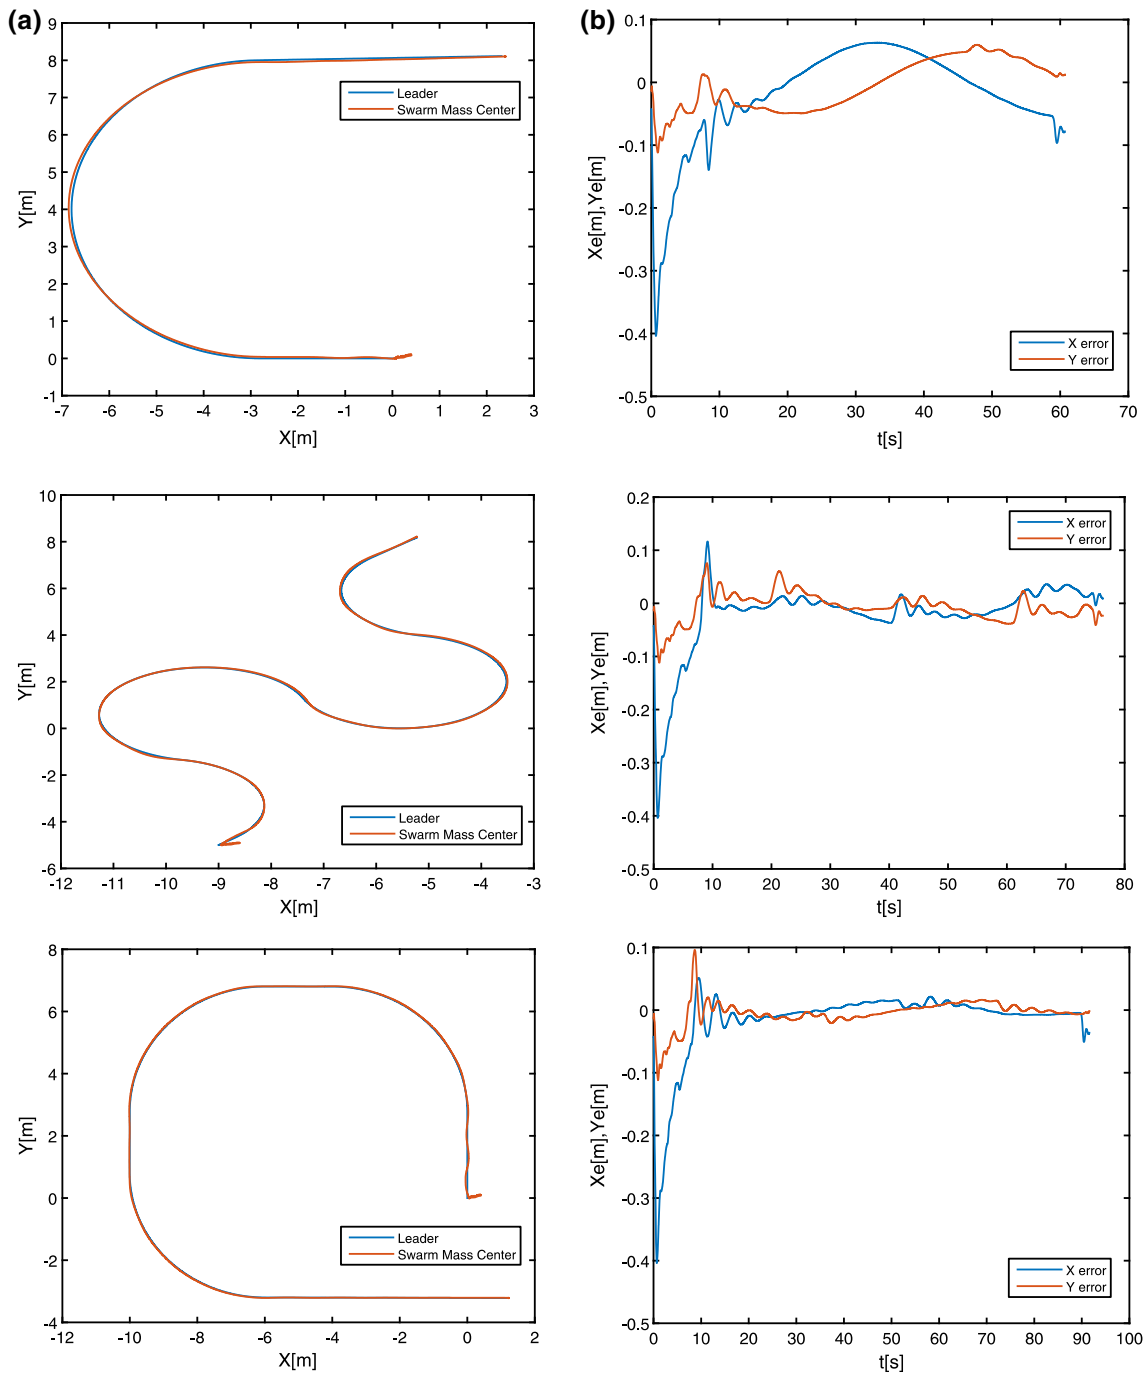 (a)
9
8
7
6
5
4
3
2
1
0
-1
Y[m]
Leader
Swarm Mass Center
-7 -6 -5 -4 -3 -2 -1 0 1 2 3
X[m]
(b)
0.1
0
-0.1
-0.2
-0.3
-0.4
-0.5
Xe[m],Ye[m]
X error
Y error
0 10 20 30 40 50 60 70
t[s]
10
8
6
4
2
0
-2
-4
-6
Y[m]
Leader
Swarm Mass Center
-12 -11 -10 -9 -8 -7 -6 -5 -4 -3
X[m]
0.2
0.1
0
-0.1
-0.2
-0.3
-0.4
-0.5
Xe[m],Ye[m]
X error
Y error
0 10 20 30 40 50 60 70 80
t[s]
8
6
4
2
0
-2
-4
Y[m]
Leader
Swarm Mass Center
-12 -10 -8 -6 -4 -2 0 2
X[m]
0.1
0
-0.1
-0.2
-0.3
-0.4
-0.5
Xe[m],Ye[m]
X error
Y error
0 10 20 30 40 50 60 70 80 90 100
t[s]